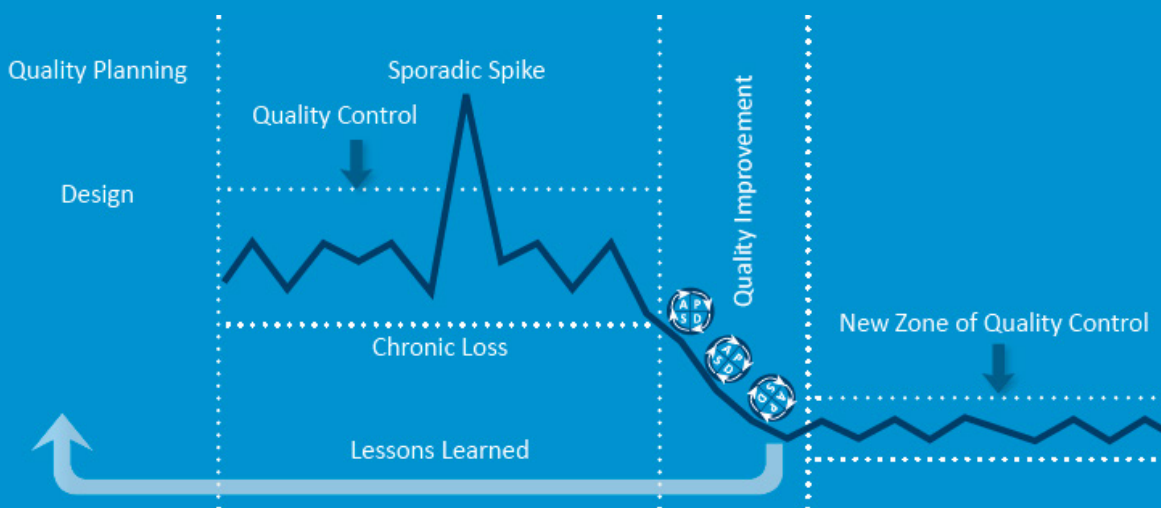 Quality Planning
Sporadic Spike
Quality Control
Quality Improvement
Design
A P
S D
A P
S D
A P
S D
New Zone of Quality Control
Chronic Loss
Lessons Learned